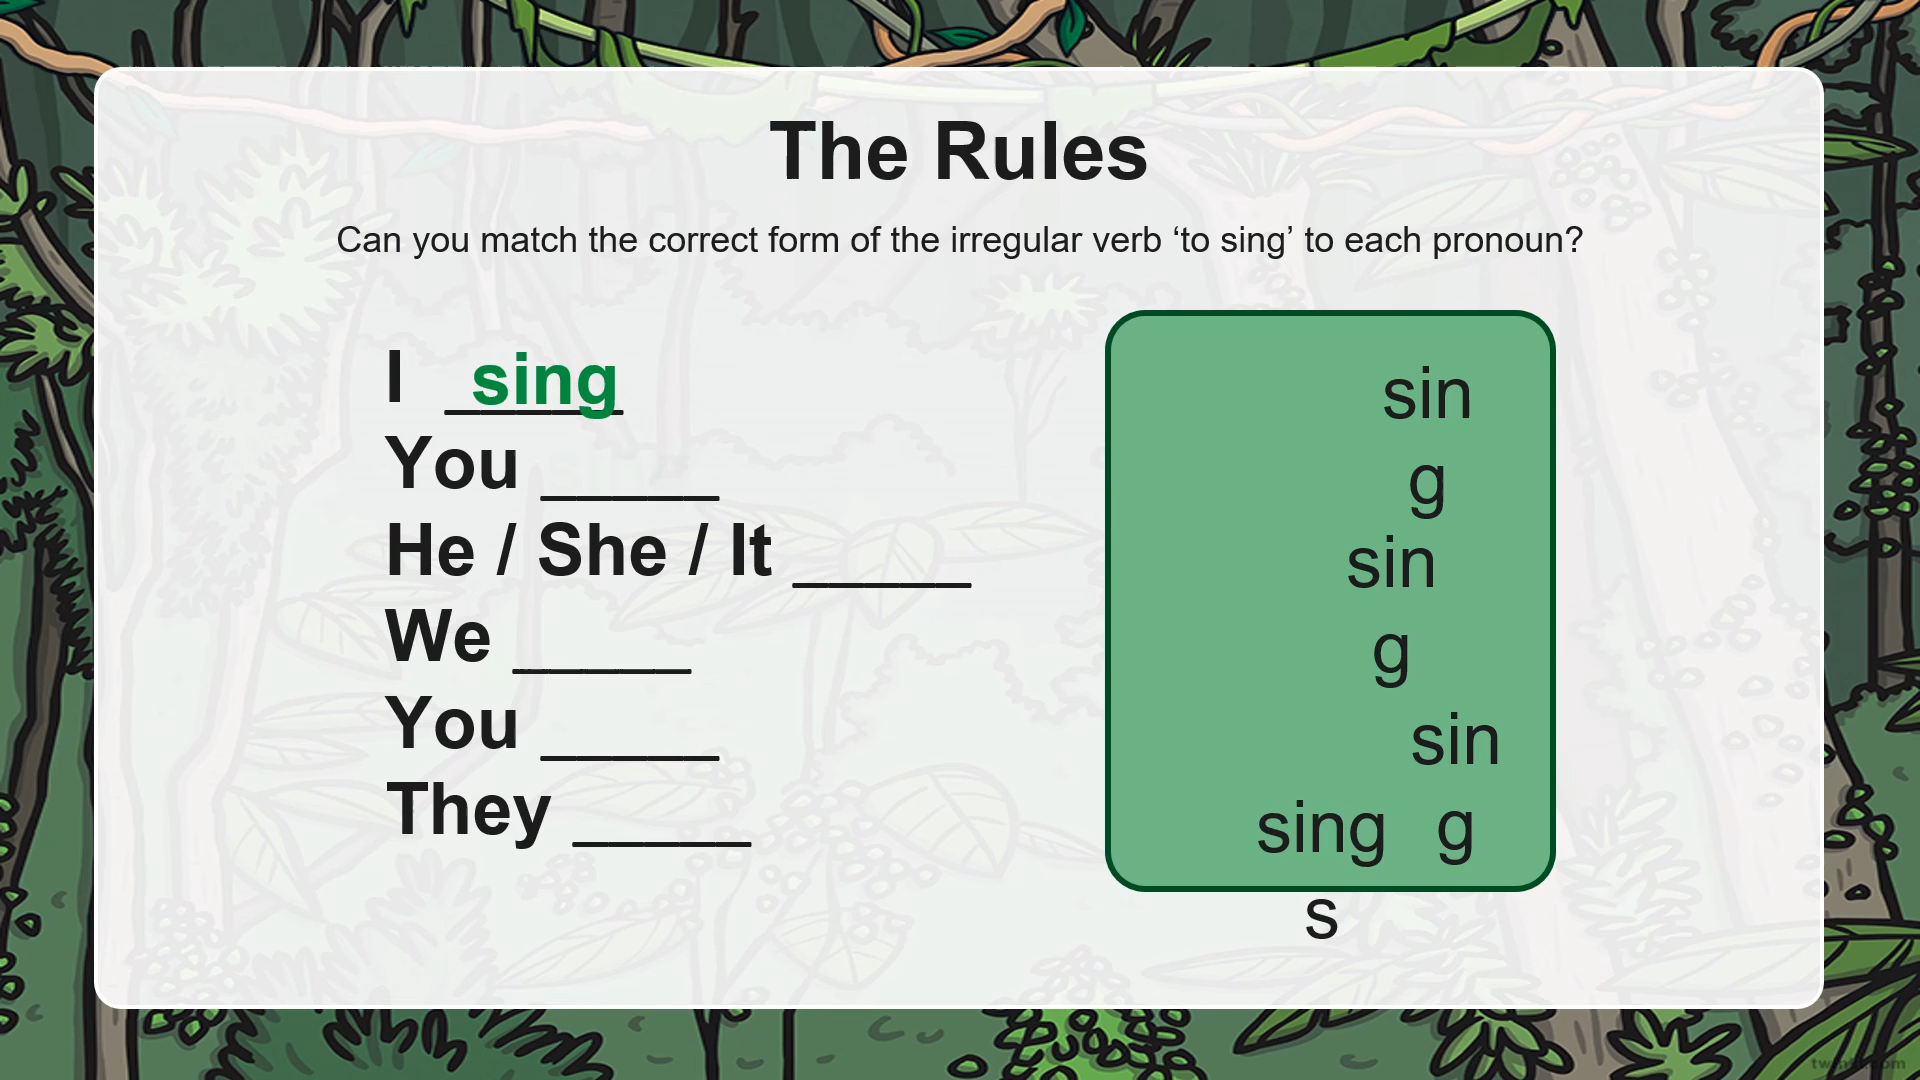 The Rules
Can you match the correct form of the irregular verb ‘to sing’ to each pronoun?
I sing
You _____
He / She / It _____
We _____
You _____
They _____
sin
g
sin
g
sin
g
sing
s